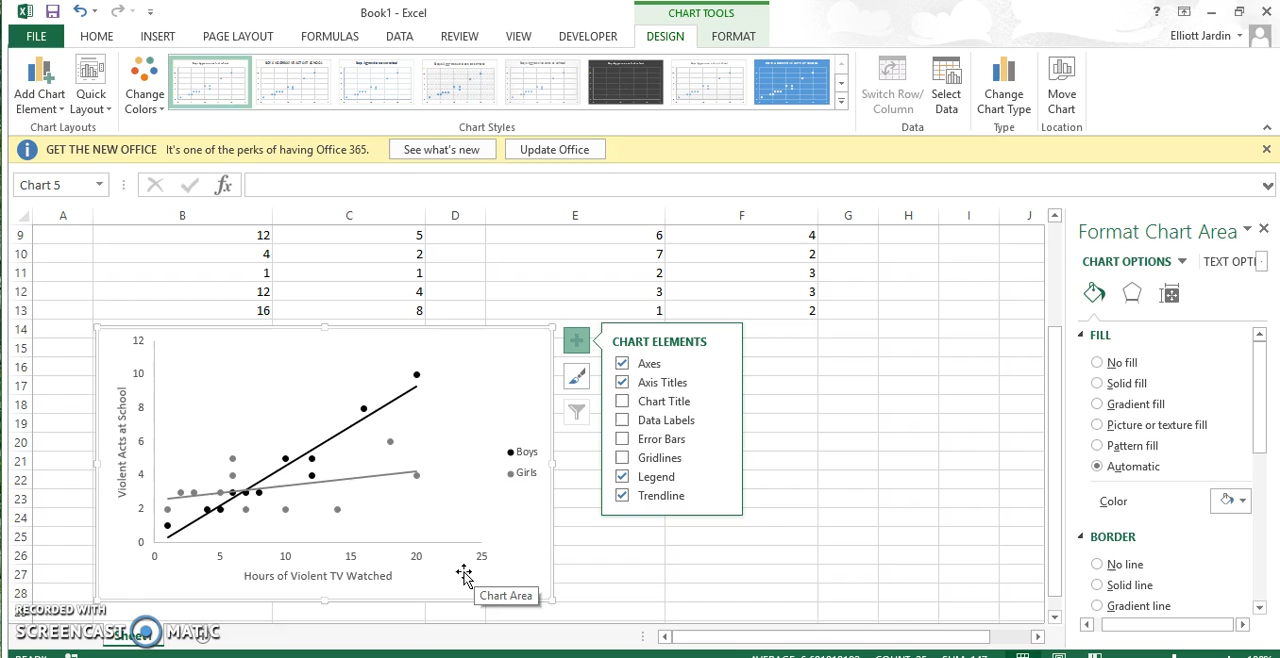 Book1 - Excel
CHART TOOLS
FILE HOME INSERT PAGE LAYOUT FORMULAS DATA REVIEW VIEW DEVELOPER DESIGN FORMAT Elliott Jardin
Add Chart Element
Quick Layout
Change Colors
Switch Row/ Column
Select Data
Change Chart Type
Move Chart
Chart Layouts Chart Styles Data Type Location
GET THE NEW OFFICE It's one of the perks of having Office 365. See what's new Update Office
Chart 5 fx
A B C D E F G H I J
9 12 5 6 4
10 4 2 7 2
11 1 1 2 3
12 12 4 3 3
13 16 8 1 2
14
15
16
17
18
19
20
21
22
23
24
25
26
27
28
12
10
8
6
4
2
0
0 5 10 15 20 25
Violent Acts at School
Hours of Violent TV Watched
Boys
Girls
Chart Area
CHART ELEMENTS
Axes
Axis Titles
Chart Title
Data Labels
Error Bars
Gridlines
Legend
Trendline
Format Chart Area
CHART OPTIONS TEXT OPTI
FILL
No fill
Solid fill
Gradient fill
Picture or texture fill
Pattern fill
Automatic
Color
BORDER
No line
Solid line
Gradient line
RECORDED WITH
SCREENCAST MATIC